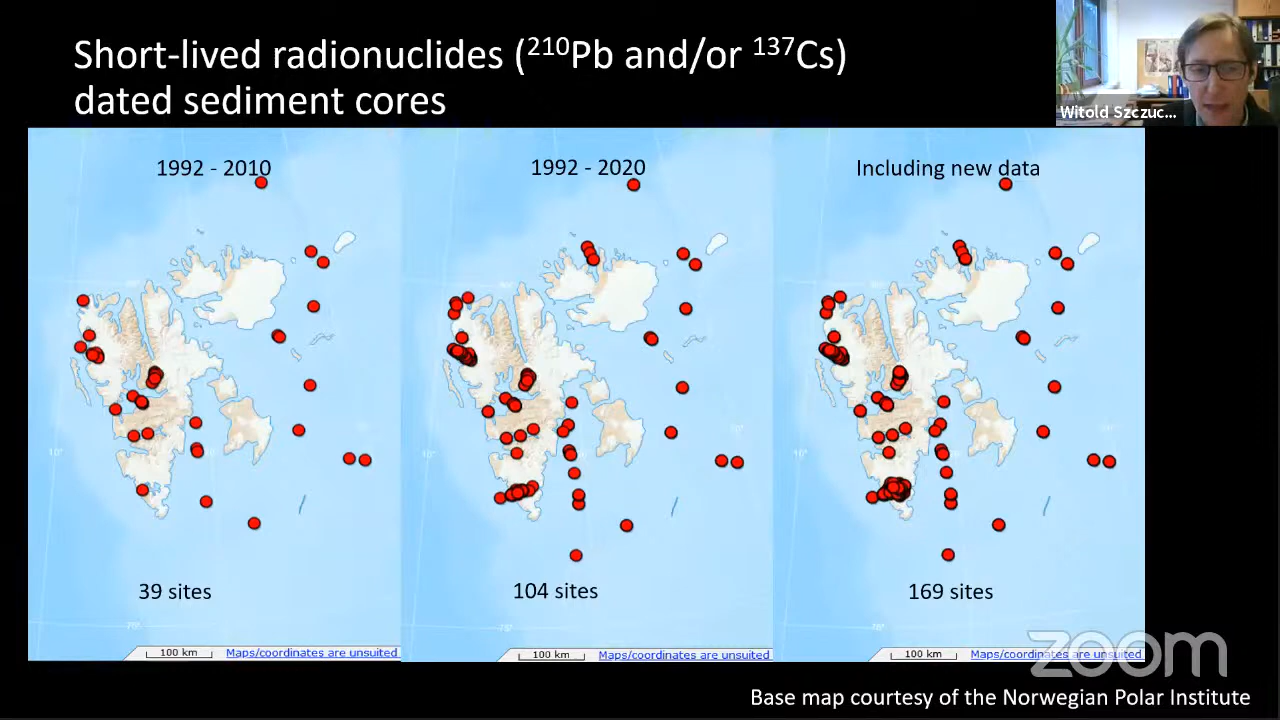 Short-lived radionuclides (²¹⁰Pb and/or ¹³⁷Cs)
dated sediment cores
Witold Szczuc...
1992 - 2010
1992 - 2020
Including new data
39 sites
104 sites
169 sites
100 km
Maps/coordinates are unsuited
100 km
Maps/coordinates are unsuited
100 km
Maps/coordinates are unsuited
zoom
Base map courtesy of the Norwegian Polar Institute